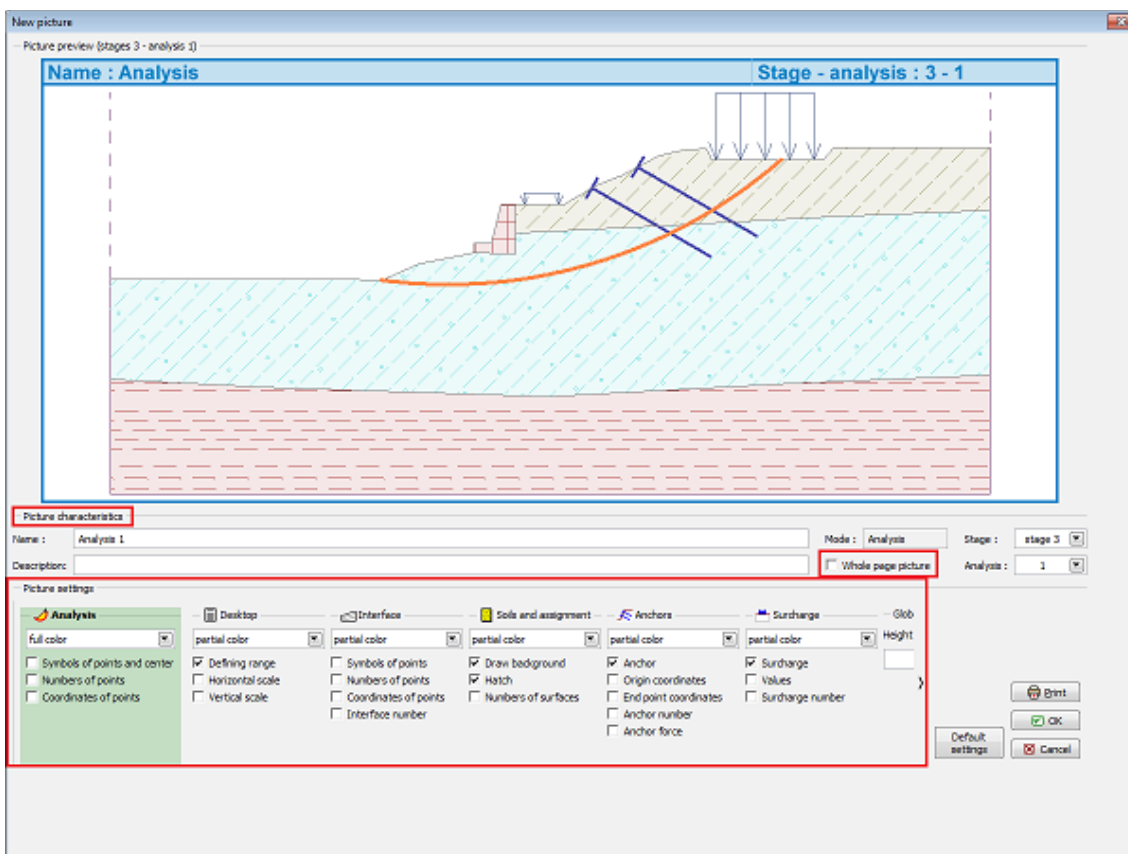 New picture
Picture preview (stages 3 - analysis 1)
Name : Analysis Stage - analysis : 3 - 1
Picture characteristics
Name : Analysis 1 Mode : Analysis Stage : stage 3
Description: Whole page picture Analysis : 1
Picture settings
Analysis Desktop Interface Soils and assignment Anchors Surcharge Glob
full color partial color partial color partial color partial color partial color Height
Symbols of points and center Defining range Symbols of points Draw background Anchor Surcharge
Numbers of points Horizontal scale Numbers of points Hatch Origin coordinates Values
Coordinates of points Vertical scale Coordinates of points Numbers of surfaces End point coordinates Surcharge number
Interface number Anchor number
Anchor force
Print
OK
Default settings
Cancel